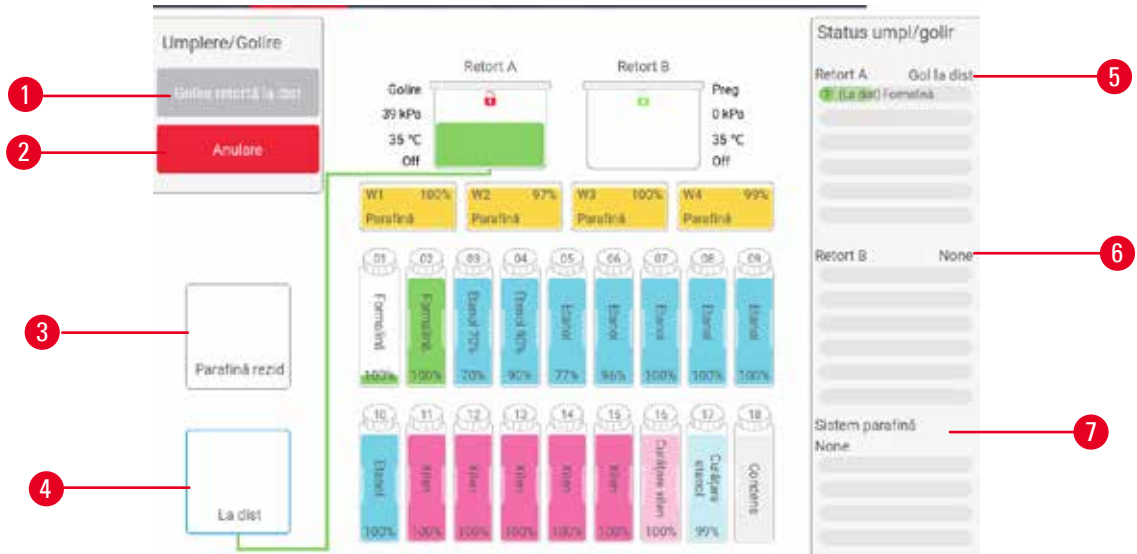 Umplere/Golire
Golire retortă la dist
Anulare
Parafină rezid
La dist
Retort A
Retort B
Golire
39 kPa
35 °C
Off
Preg
0 kPa
35 °C
Off
W1 100%
Parafină
W2 97%
Parafină
W3 100%
Parafină
W4 99%
Parafină
01 02 03 04 05 06 07 08 09
Formalină
Formalină
Etanol 70%
Etanol 90%
Etanol
Etanol
Etanol
Etanol
Etanol
100% 100% 70% 90% 77% 96% 100% 100% 100%
10 11 12 13 14 15 16 17 18
Etanol
Xilen
Xilen
Xilen
Xilen
Xilen
Curățare xilen
Curățare etanol
Condens
100% 100% 100% 100% 100% 100% 100% 99%
Status umpl/golir
Retort A Gol la dist
1 (La dist) Formalină
Retort B None
Sistem parafină
None
1
2
3
4
5
6
7